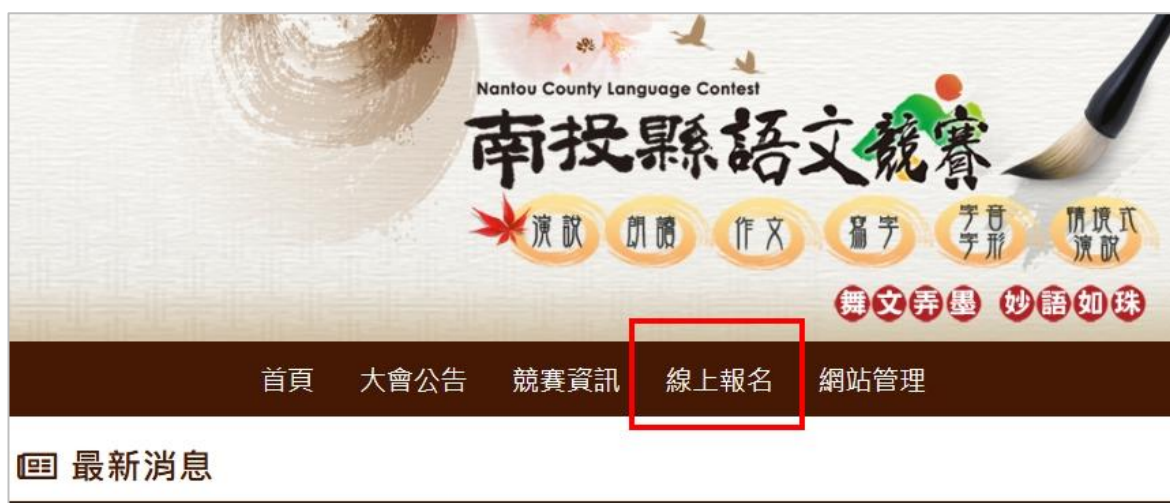 Nantou County Language Contest
南投縣語文競賽
演說 朗讀 作文 寫字 字音字形 情境式演說
舞文弄墨 妙語如珠
首頁 大會公告 競賽資訊 線上報名 網站管理
最新消息